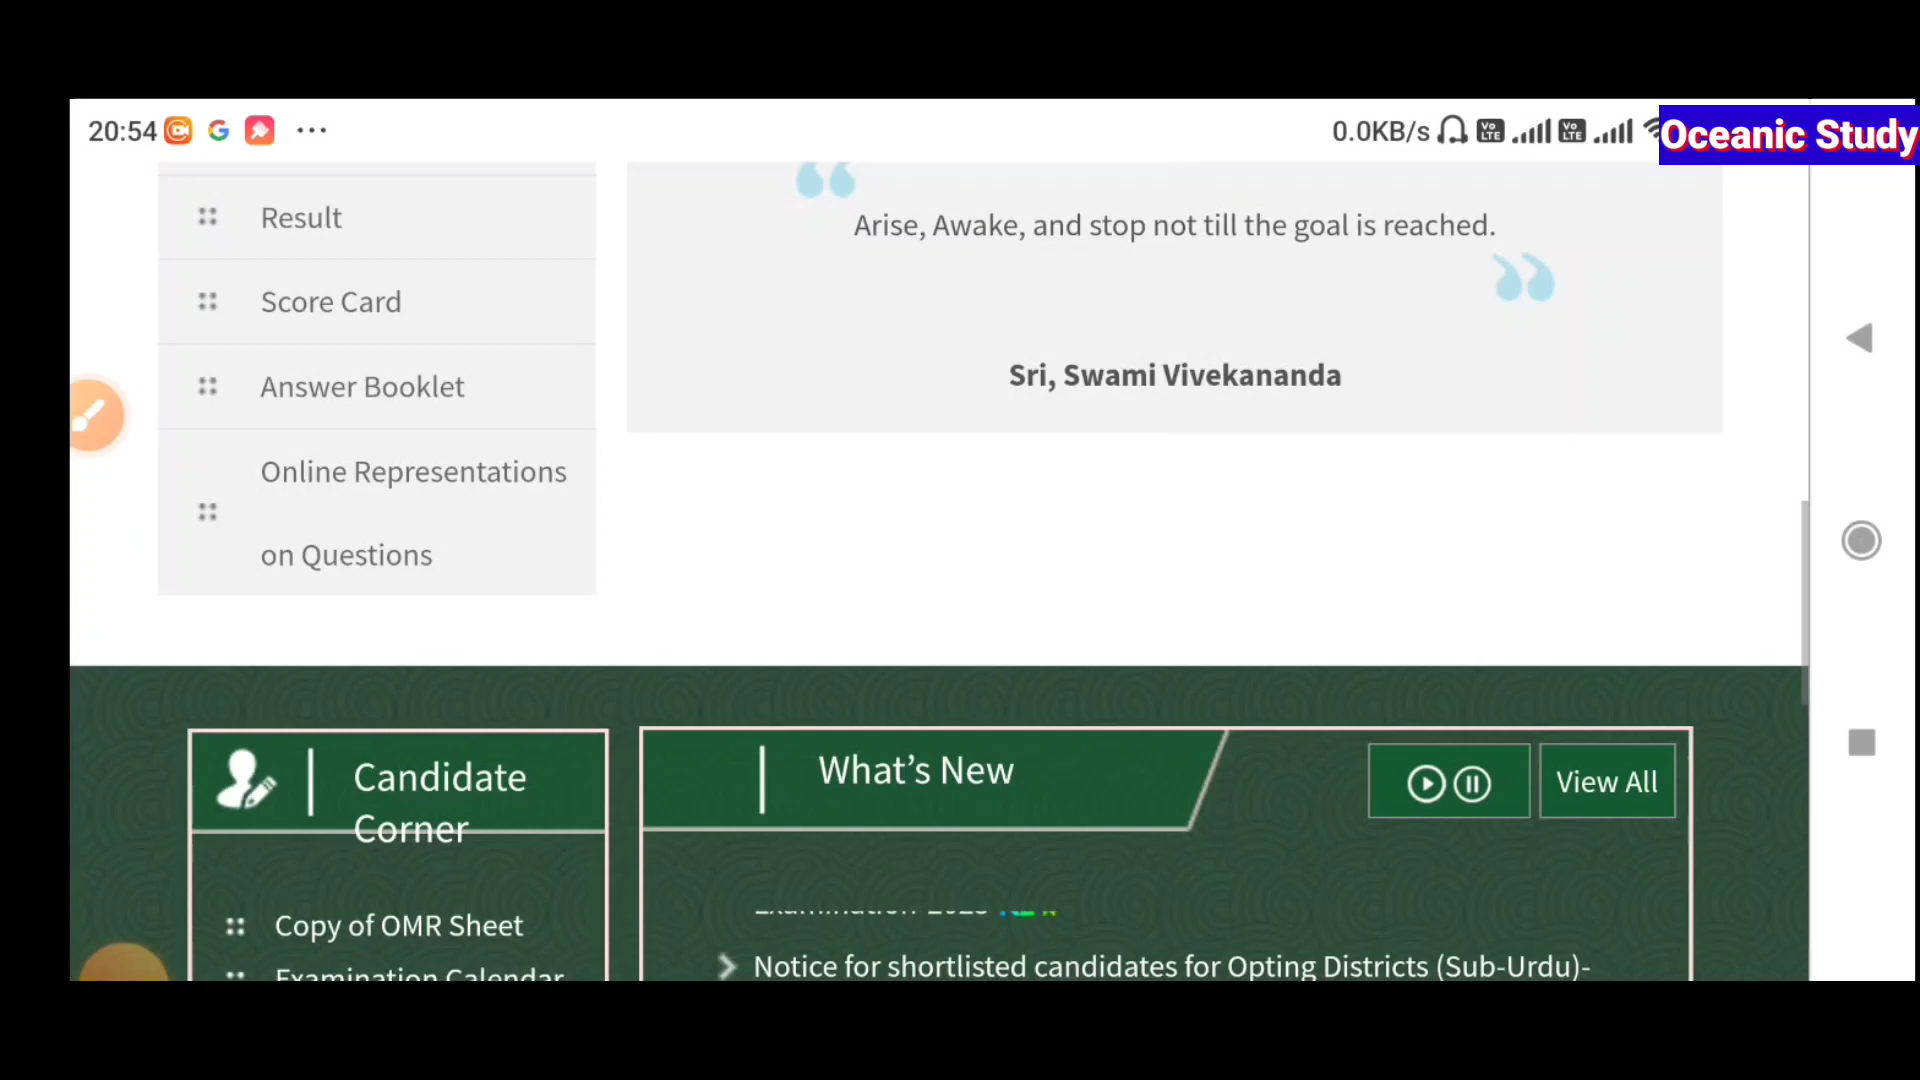 20:54
0.0KB/s
Oceanic Study
Result
Score Card
Answer Booklet
Online Representations
on Questions
Arise, Awake, and stop not till the goal is reached.
Sri, Swami Vivekananda
Candidate
Corner
Copy of OMR Sheet
Examination Calendar
What’s New
View All
Notice for shortlisted candidates for Opting Districts (Sub-Urdu)-